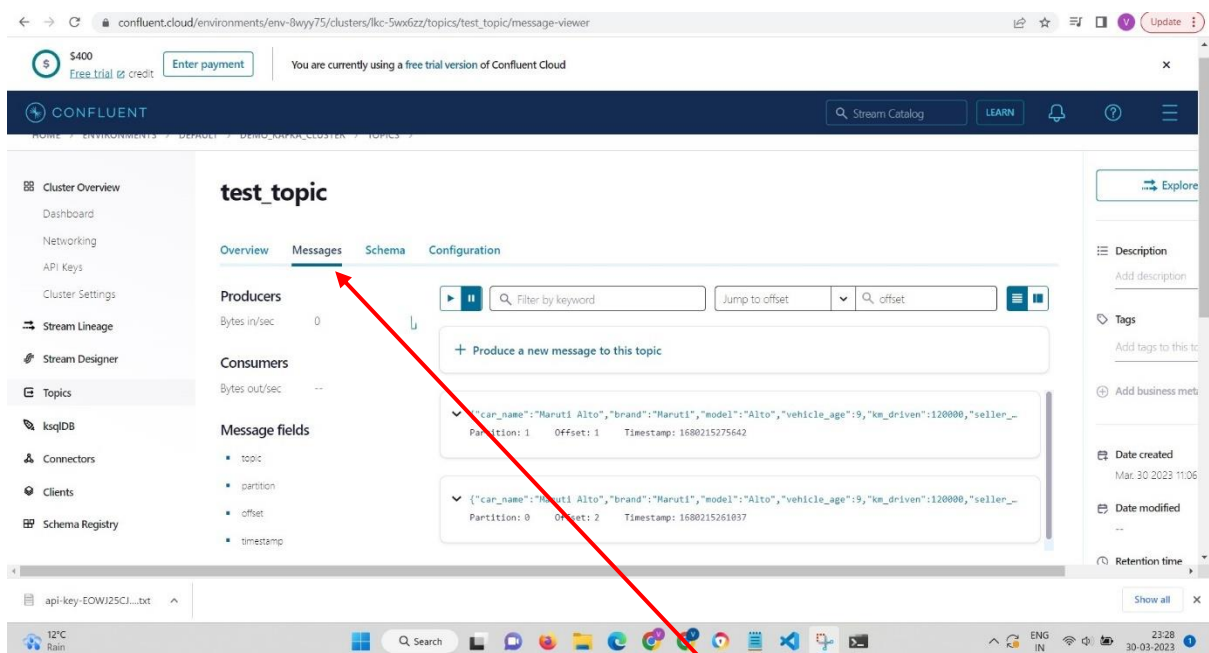 confluent.cloud/environments/env-8wyy75/clusters/lkc-5wx6zz/topics/test_topic/message-viewer
V
Update
$
$400
Free trial credit
Enter payment
You are currently using a free trial version of Confluent Cloud
CONFLUENT
Stream Catalog
LEARN
HOME / ENVIRONMENTS / DEFAULT / DEMO_KAFKA_CLUSTER / TOPICS /
Cluster Overview
Dashboard
Networking
API Keys
Cluster Settings
Stream Lineage
Stream Designer
Topics
ksqlDB
Connectors
Clients
Schema Registry
test_topic
Overview Messages Schema Configuration
Producers
Bytes in/sec 0
Consumers
Bytes out/sec --
Message fields
topic
partition
offset
timestamp
Filter by keyword
Jump to offset
offset
+ Produce a new message to this topic
{"car_name":"Maruti Alto","brand":"Maruti","model":"Alto","vehicle_age":9,"km_driven":120000,"seller_…
Partition: 1 Offset: 1 Timestamp: 1680215275642
{"car_name":"Maruti Alto","brand":"Maruti","model":"Alto","vehicle_age":9,"km_driven":120000,"seller_…
Partition: 0 Offset: 2 Timestamp: 1680215261037
Explore
Description
Add description
Tags
Add tags to this to
Add business meta
Date created
Mar. 30 2023 11:06
Date modified
--
Retention time
api-key-EOWJ25CJ....txt
Show all
12°C
Rain
Search
ENG
IN
23:28
30-03-2023